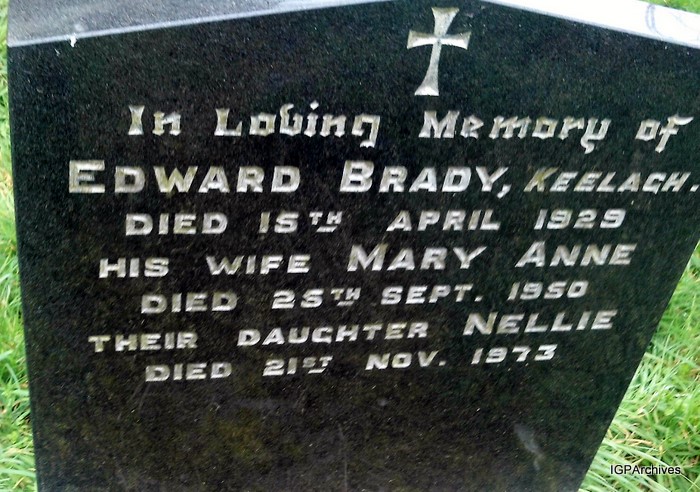 In Loving Memory of
EDWARD BRADY, KEELAGH.
DIED 15TH APRIL 1929
HIS WIFE MARY ANNE
DIED 25TH SEPT. 1950
THEIR DAUGHTER NELLIE
DIED 21ST NOV. 1973
IGPArchives